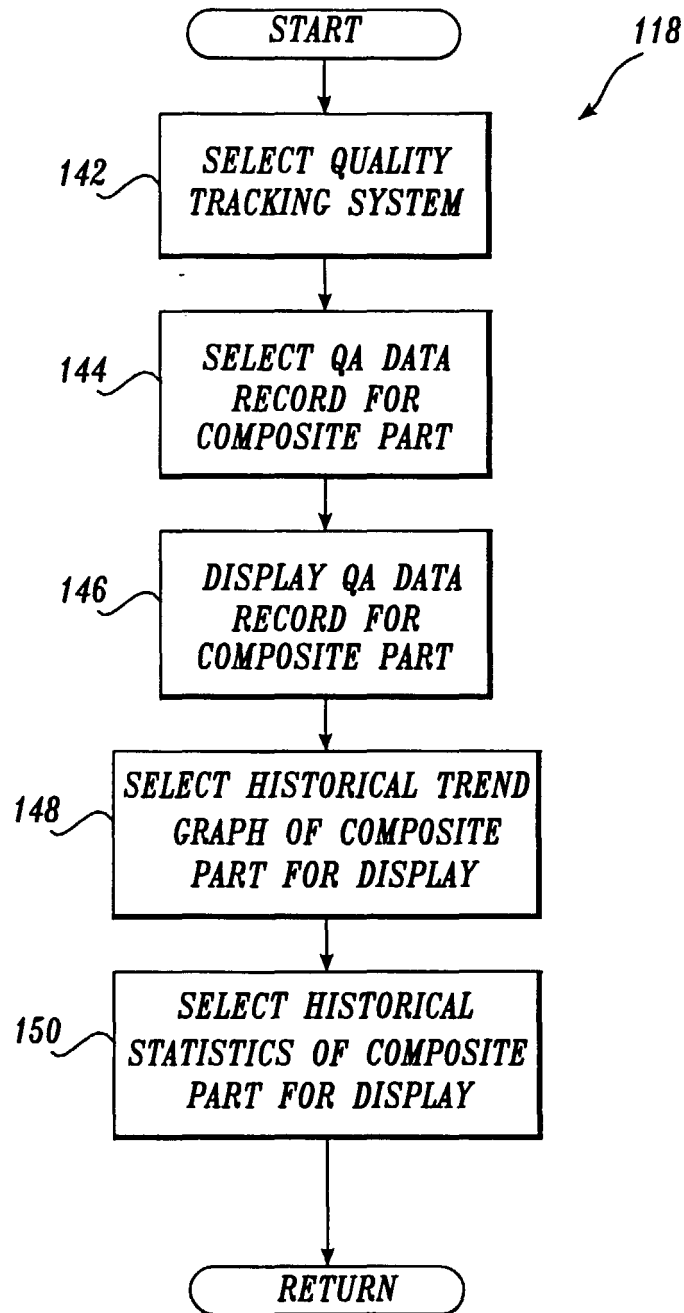 START
118
142
SELECT QUALITY
TRACKING SYSTEM
144
SELECT QA DATA
RECORD FOR
COMPOSITE PART
146
DISPLAY QA DATA
RECORD FOR
COMPOSITE PART
148
SELECT HISTORICAL TREND
GRAPH OF COMPOSITE
PART FOR DISPLAY
150
SELECT HISTORICAL
STATISTICS OF COMPOSITE
PART FOR DISPLAY
RETURN